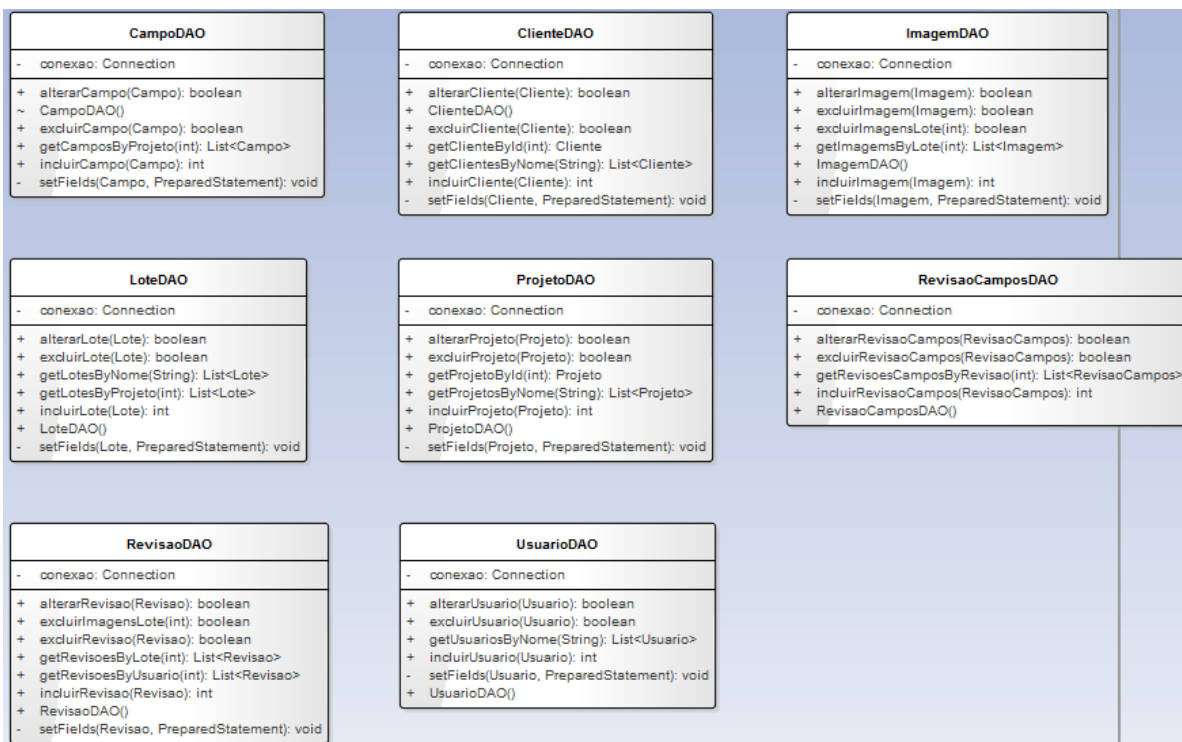 CampoDAO
- conexao: Connection
+ alterarCampo(Campo): boolean
~ CampoDAO()
+ excluirCampo(Campo): boolean
+ getCamposByProjeto(int): List<Campo>
+ incluirCampo(Campo): int
- setFields(Campo, PreparedStatement): void
ClienteDAO
- conexao: Connection
+ alterarCliente(Cliente): boolean
+ ClienteDAO()
+ excluirCliente(Cliente): boolean
+ getClienteById(int): Cliente
+ getClientesByNome(String): List<Cliente>
+ incluirCliente(Cliente): int
- setFields(Cliente, PreparedStatement): void
ImagemDAO
- conexao: Connection
+ alterarImagem(Imagem): boolean
+ excluirImagem(Imagem): boolean
+ excluirImagensLote(int): boolean
+ getImagemsByLote(int): List<Imagem>
+ ImagemDAO()
+ incluirImagem(Imagem): int
- setFields(Imagem, PreparedStatement): void
LoteDAO
- conexao: Connection
+ alterarLote(Lote): boolean
+ excluirLote(Lote): boolean
+ getLotesByNome(String): List<Lote>
+ getLotesByProjeto(int): List<Lote>
+ incluirLote(Lote): int
+ LoteDAO()
- setFields(Lote, PreparedStatement): void
ProjetoDAO
- conexao: Connection
+ alterarProjeto(Projeto): boolean
+ excluirProjeto(Projeto): boolean
+ getProjetoById(int): Projeto
+ getProjetosByNome(String): List<Projeto>
+ incluirProjeto(Projeto): int
+ ProjetoDAO()
- setFields(Projeto, PreparedStatement): void
RevisaoCamposDAO
- conexao: Connection
+ alterarRevisaoCampos(RevisaoCampos): boolean
+ excluirRevisaoCampos(RevisaoCampos): boolean
+ getRevisoesCamposByRevisao(int): List<RevisaoCampos>
+ incluirRevisaoCampos(RevisaoCampos): int
+ RevisaoCamposDAO()
RevisaoDAO
- conexao: Connection
+ alterarRevisao(Revisao): boolean
+ excluirImagensLote(int): boolean
+ excluirRevisao(Revisao): boolean
+ getRevisoesByLote(int): List<Revisao>
+ getRevisoesByUsuario(int): List<Revisao>
+ incluirRevisao(Revisao): int
+ RevisaoDAO()
- setFields(Revisao, PreparedStatement): void
UsuarioDAO
- conexao: Connection
+ alterarUsuario(Usuario): boolean
+ excluirUsuario(Usuario): boolean
+ getUsuariosByNome(String): List<Usuario>
+ incluirUsuario(Usuario): int
- setFields(Usuario, PreparedStatement): void
+ UsuarioDAO()